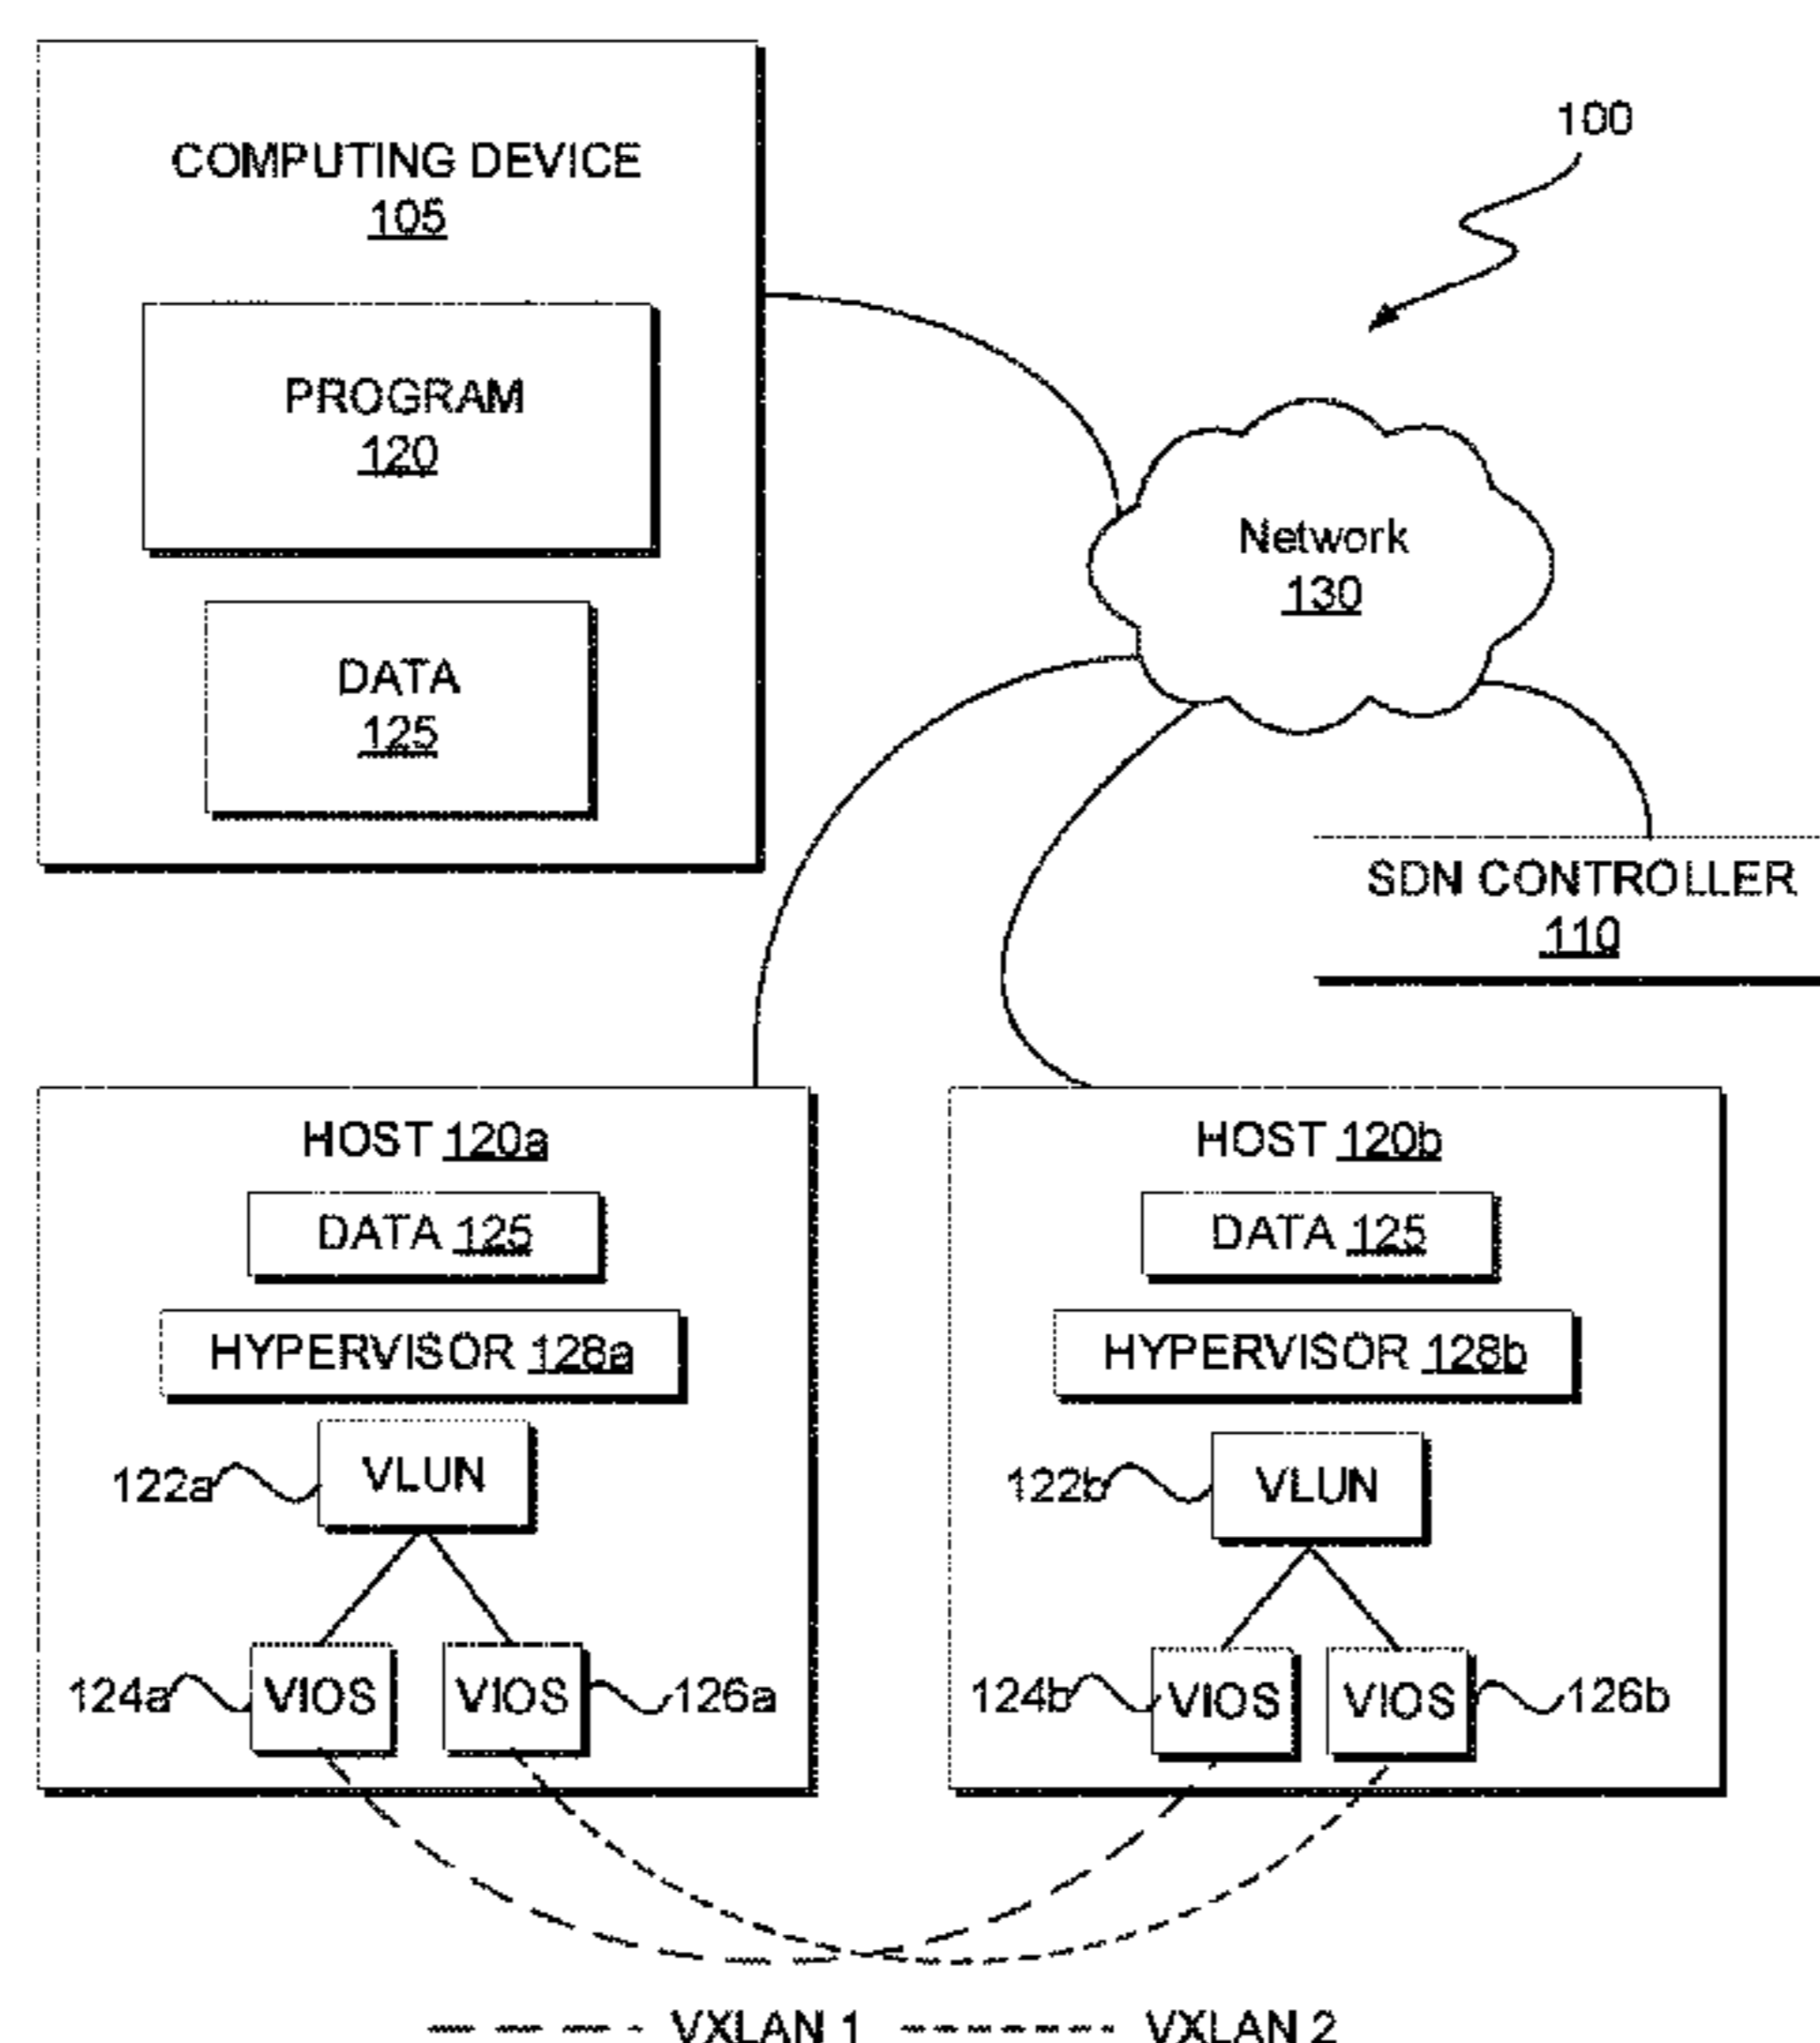 100
COMPUTING DEVICE
105
PROGRAM
120
DATA
125
Network
130
SDN CONTROLLER
110
HOST 120a
DATA 125
HYPERVISOR 128a
122a
VLUN
124a
VIOS
VIOS
126a
HOST 120b
DATA 125
HYPERVISOR 128b
122b
VLUN
124b
VIOS
VIOS
126b
VXLAN 1
VXLAN 2